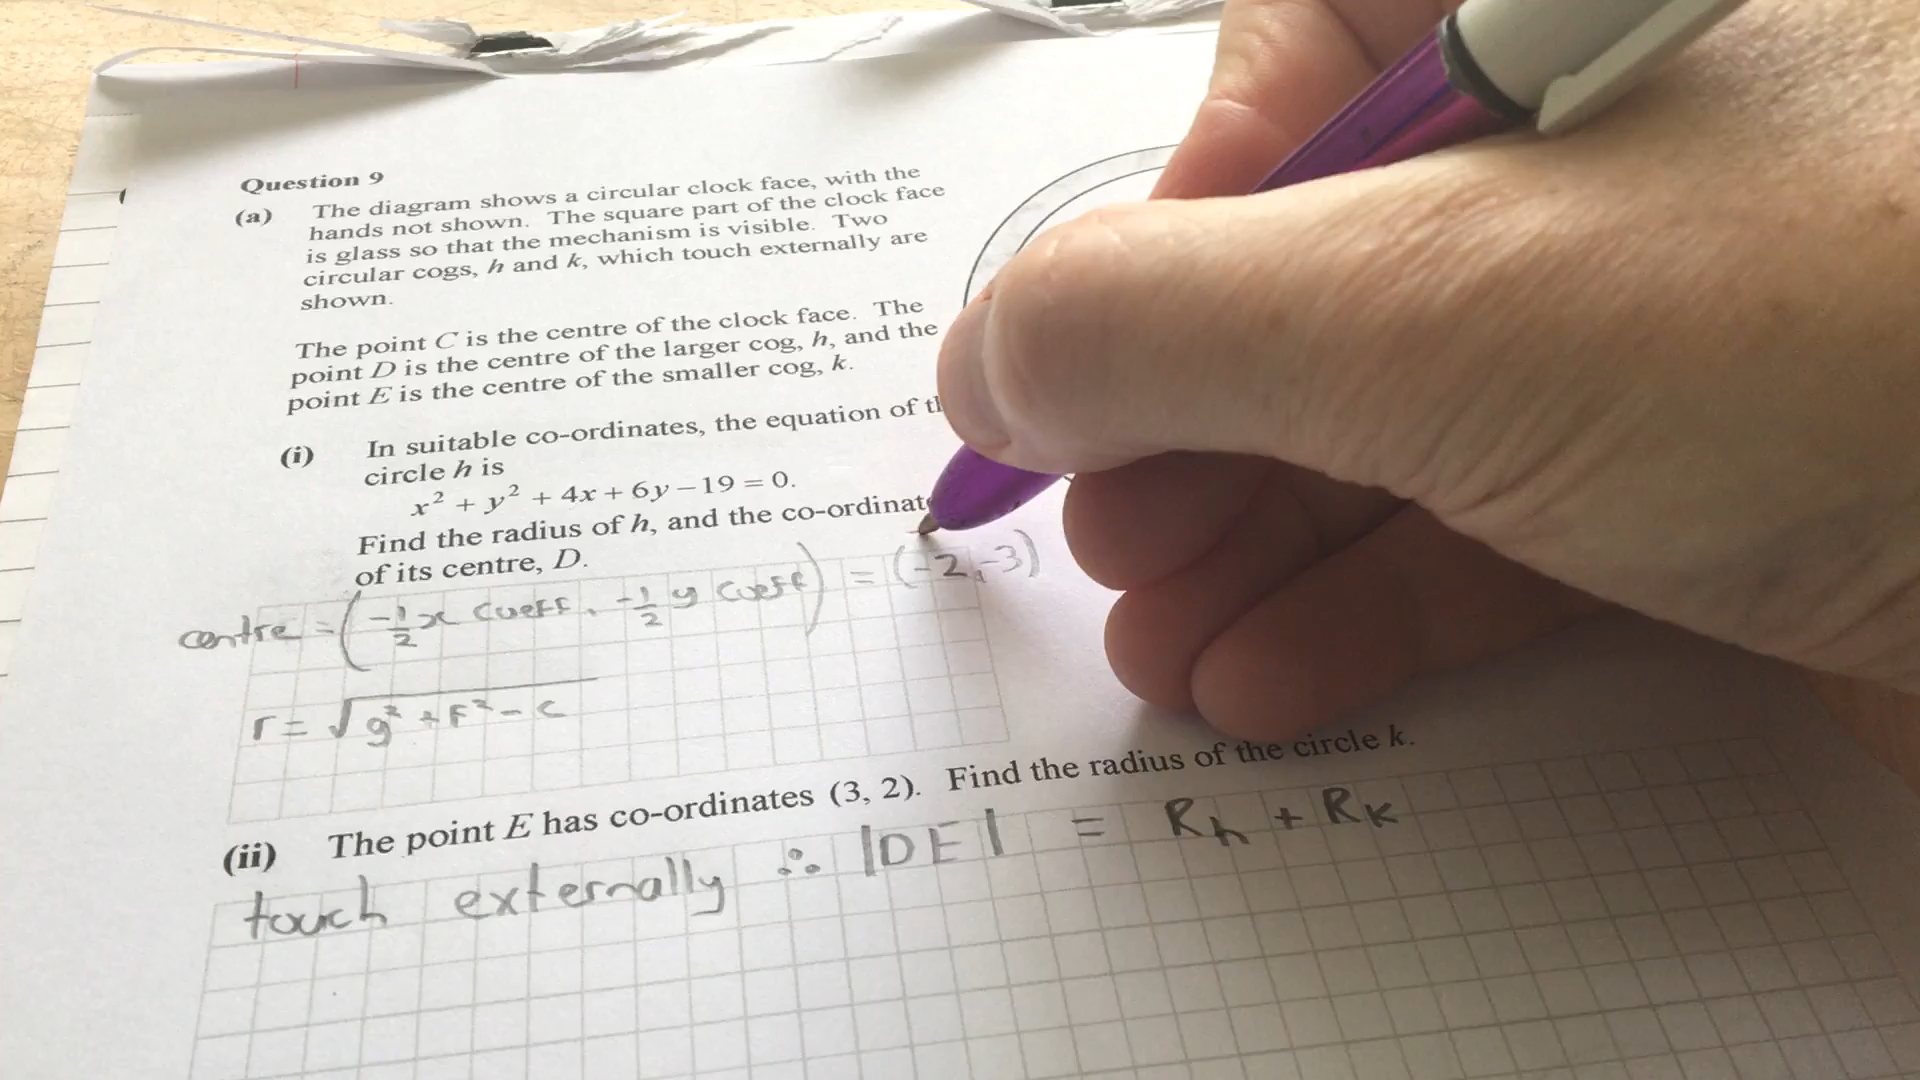 Question 9
(a) The diagram shows a circular clock face, with the
hands not shown. The square part of the clock face
is glass so that the mechanism is visible. Two
circular cogs, h and k, which touch externally are
shown.
The point C is the centre of the clock face. The
point D is the centre of the larger cog, h, and the
point E is the centre of the smaller cog, k.
(i) In suitable co-ordinates, the equation of
circle h is
x² + y² + 4x + 6y – 19 = 0.
Find the radius of h, and the
of its centre, D.
centre = (-½ x coeff, -½ y coeff) = (-2, -3)
r = √g² + f² - c
(ii) The point E has co-ordinates (3, 2). Find the radius of the circle k.
touch externally ∴ |DE| = Rh + Rk